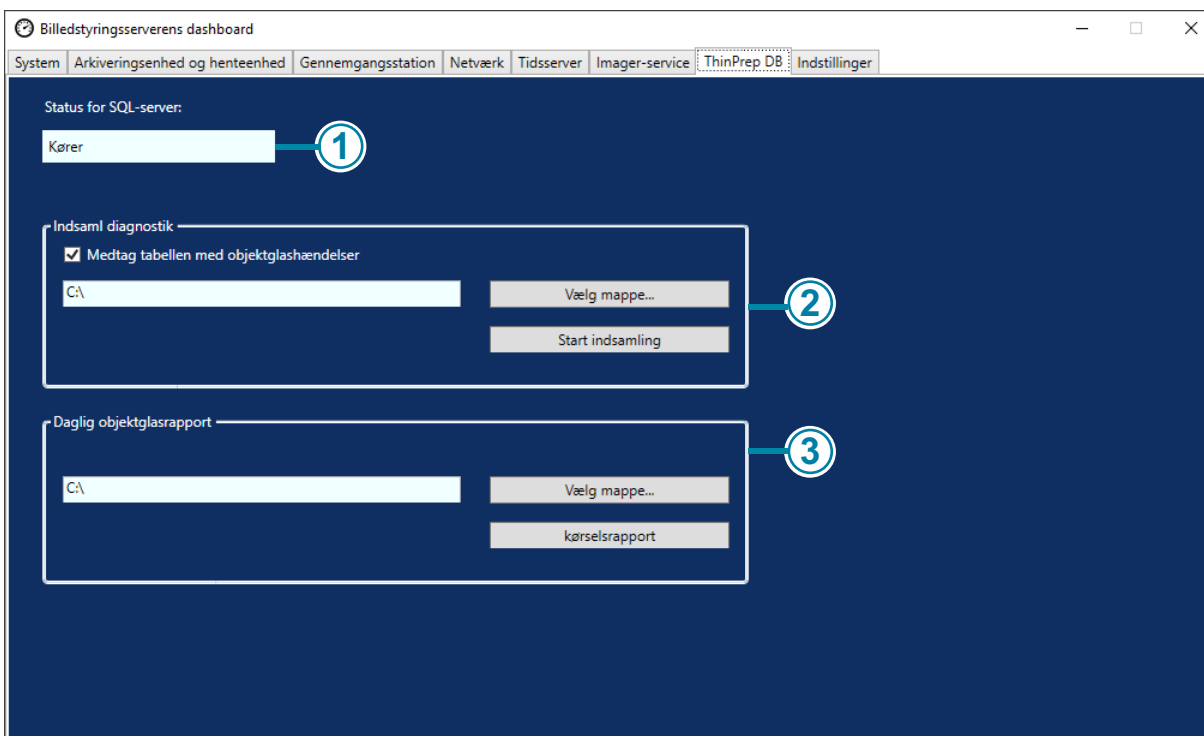 Billedstyringsserverens dashboard
System Arkiveringsenhed og henteenhed Gennemgangsstation Netværk Tidsserver Imager-service ThinPrep DB Indstillinger
Status for SQL-server:
Kører
1
Indsaml diagnostik
Medtag tabellen med objektglashændelser
C:\ Vælg mappe...
2
Start indsamling
Daglig objektglasrapport
3
C:\ Vælg mappe...
kørselsrapport